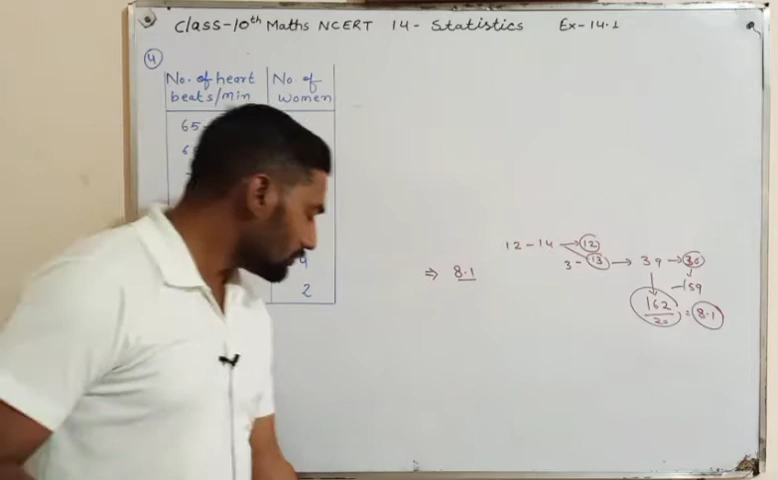 Class-10th Maths NCERT 14- Statistics Ex-14.1
4
No. of heart beats/min No. of women
65-
4
2
⇒ 8.1
12-14 → 12
3- 13 → 39 → 36
159
162/20 = 8.1